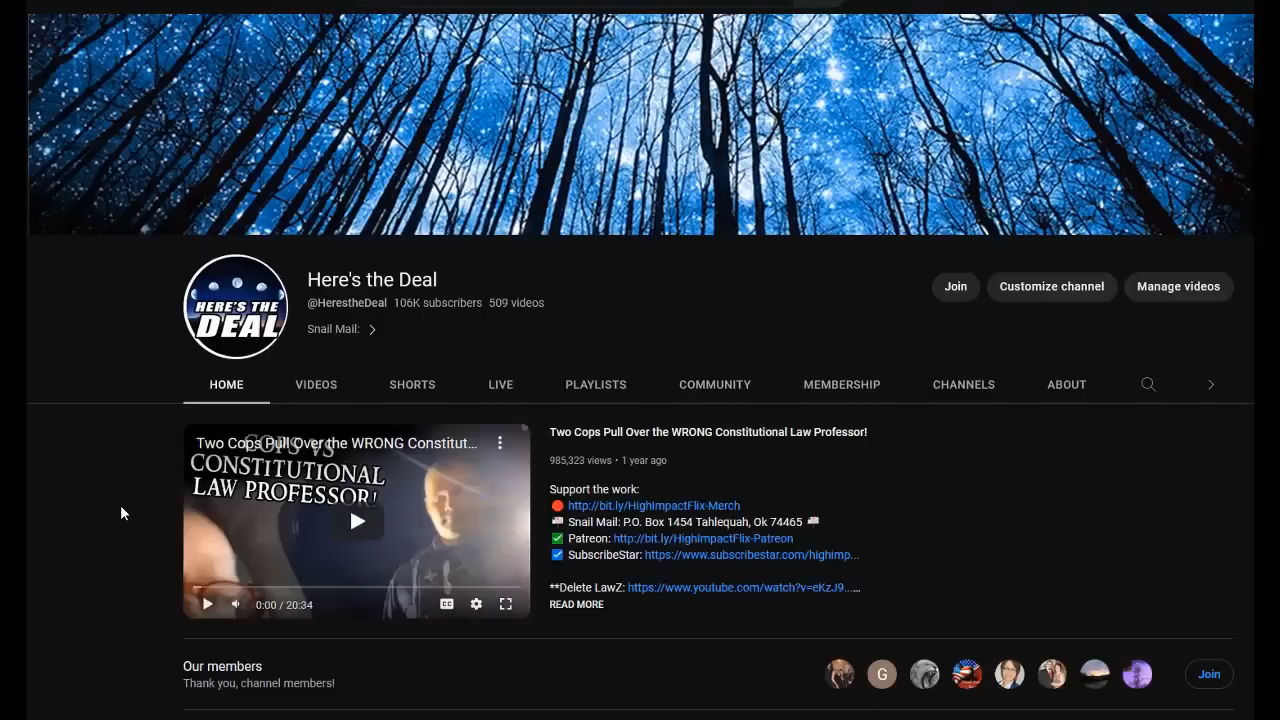 HERE'S THE
DEAL
Here's the Deal
@HerestheDeal 106K subscribers 509 videos
Snail Mail:
Join
Customize channel
Manage videos
HOME
VIDEOS
SHORTS
LIVE
PLAYLISTS
COMMUNITY
MEMBERSHIP
CHANNELS
ABOUT
Two Cops Pull Over the WRONG Constitut...
COPS VS
CONSTITUTIONAL
LAW PROFESSOR!
0:00 / 20:34
CC
Two Cops Pull Over the WRONG Constitutional Law Professor!
985,323 views • 1 year ago
Support the work:
http://bit.ly/HighImpactFlix-Merch
Snail Mail: P.O. Box 1454 Tahlequah, Ok 74465
Patreon: http://bit.ly/HighImpactFlix-Patreon
SubscribeStar: https://www.subscribestar.com/highimp...
**Delete LawZ: https://www.youtube.com/watch?v=eKzJ9......
READ MORE
Our members
Thank you, channel members!
G
Join